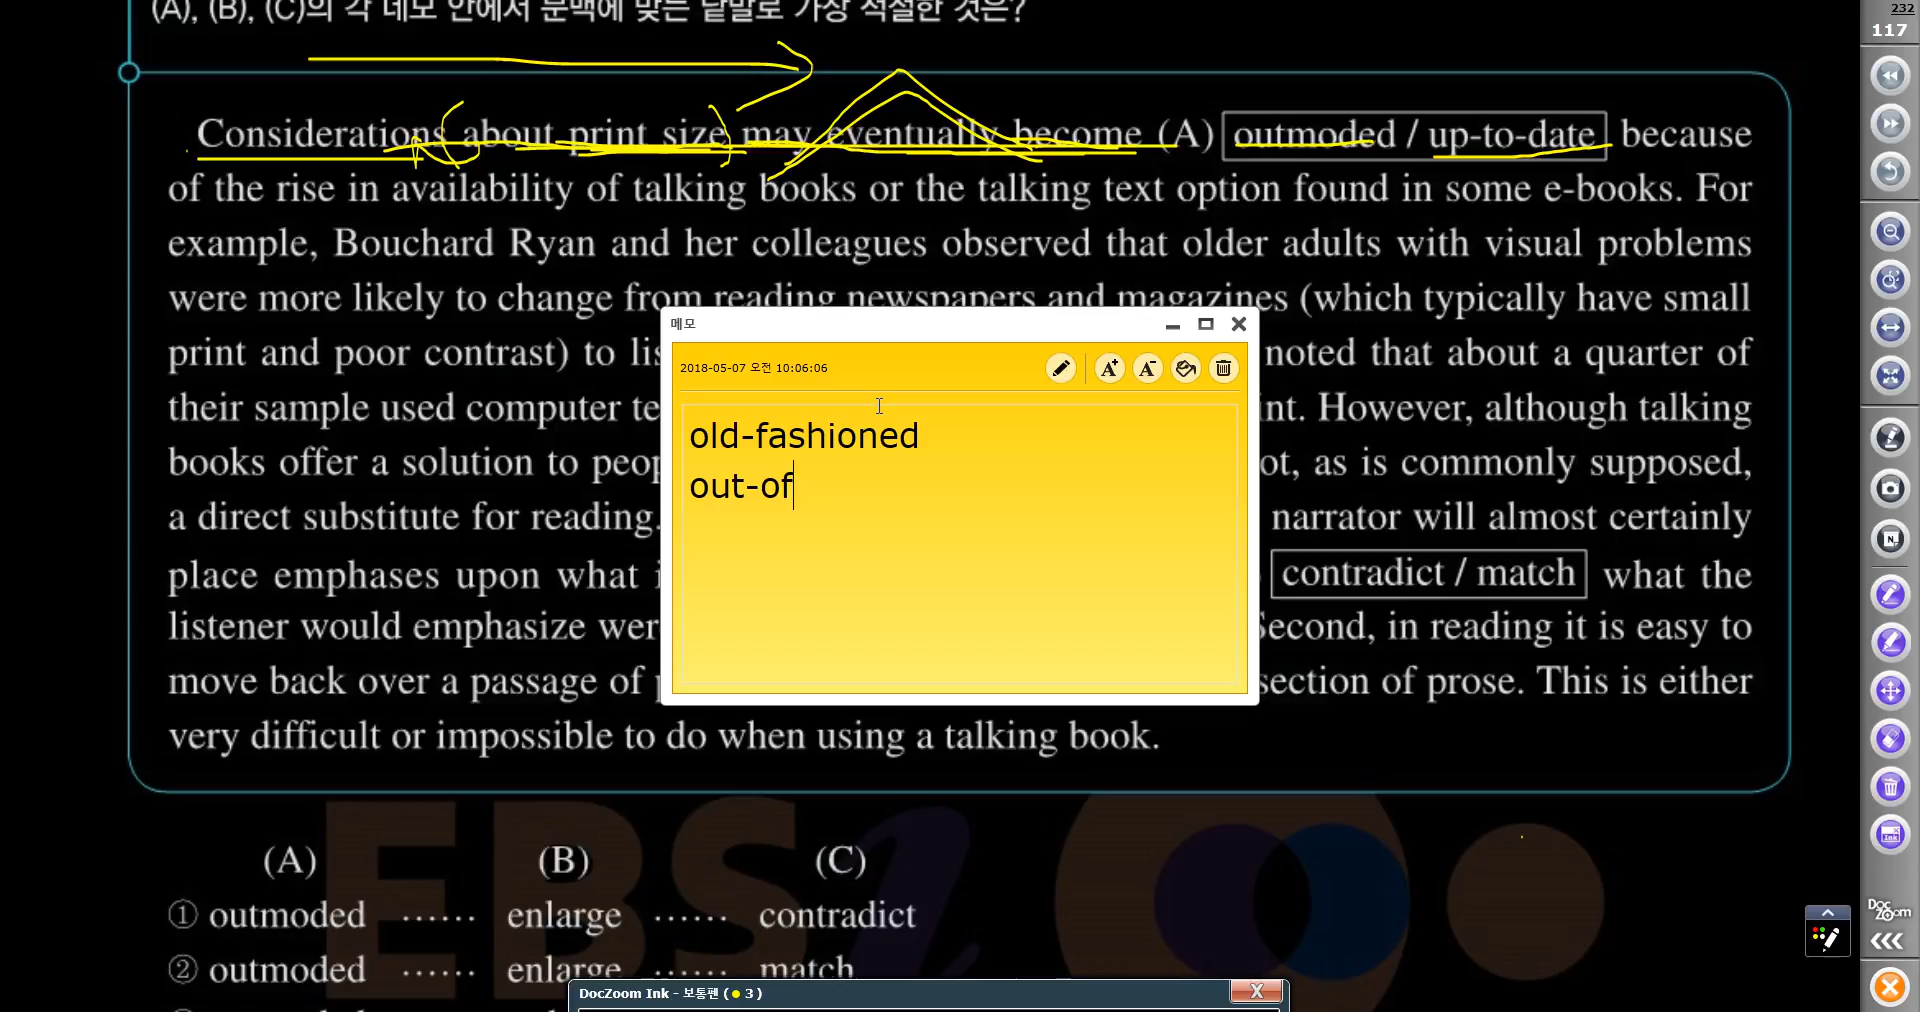 (A), (B), (C)의 각 네모 안에서 문맥에 맞는 낱말로 가장 적절한 것은?
232
117
Considerations about print size may eventually become (A) outmoded / up-to-date because
of the rise in availability of talking books or the talking text option found in some e-books. For
example, Bouchard Ryan and her colleagues observed that older adults with visual problems
were more likely to change from reading newspapers and magazines (which typically have small
print and poor contrast) to lis
noted that about a quarter of
their sample used computer te
int. However, although talking
books offer a solution to peop
ot, as is commonly supposed,
a direct substitute for reading.
narrator will almost certainly
place emphases upon what i
contradict / match what the
listener would emphasize wer
Second, in reading it is easy to
move back over a passage of p
section of prose. This is either
very difficult or impossible to do when using a talking book.
메모
2018-05-07 오전 10:06:06
A+ A-
old-fashioned
out-of
(A) (B) (C)
① outmoded ...... enlarge ...... contradict
② outmoded ...... enlarge ...... match
EBSi
DocZoom Ink - 보통펜 ( 3 )
X
N
Ink
Doc
Zoom